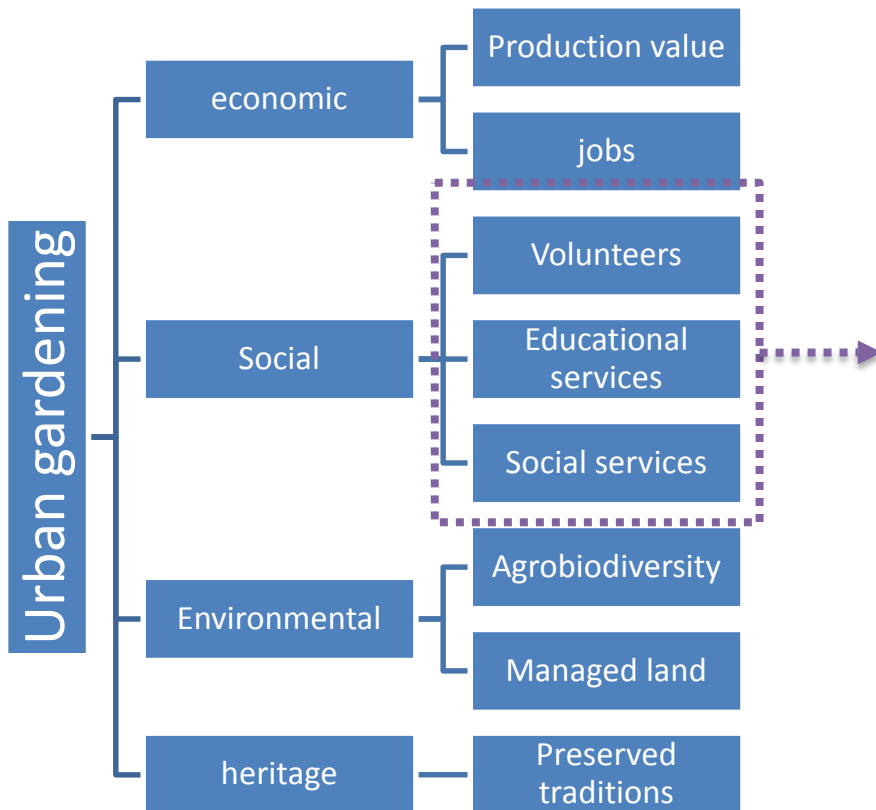 Urban gardening
economic
Production value
jobs
Social
Volunteers
Educational
services
Social services
Environmental
Agrobiodiversity
Managed land
heritage
Preserved
traditions